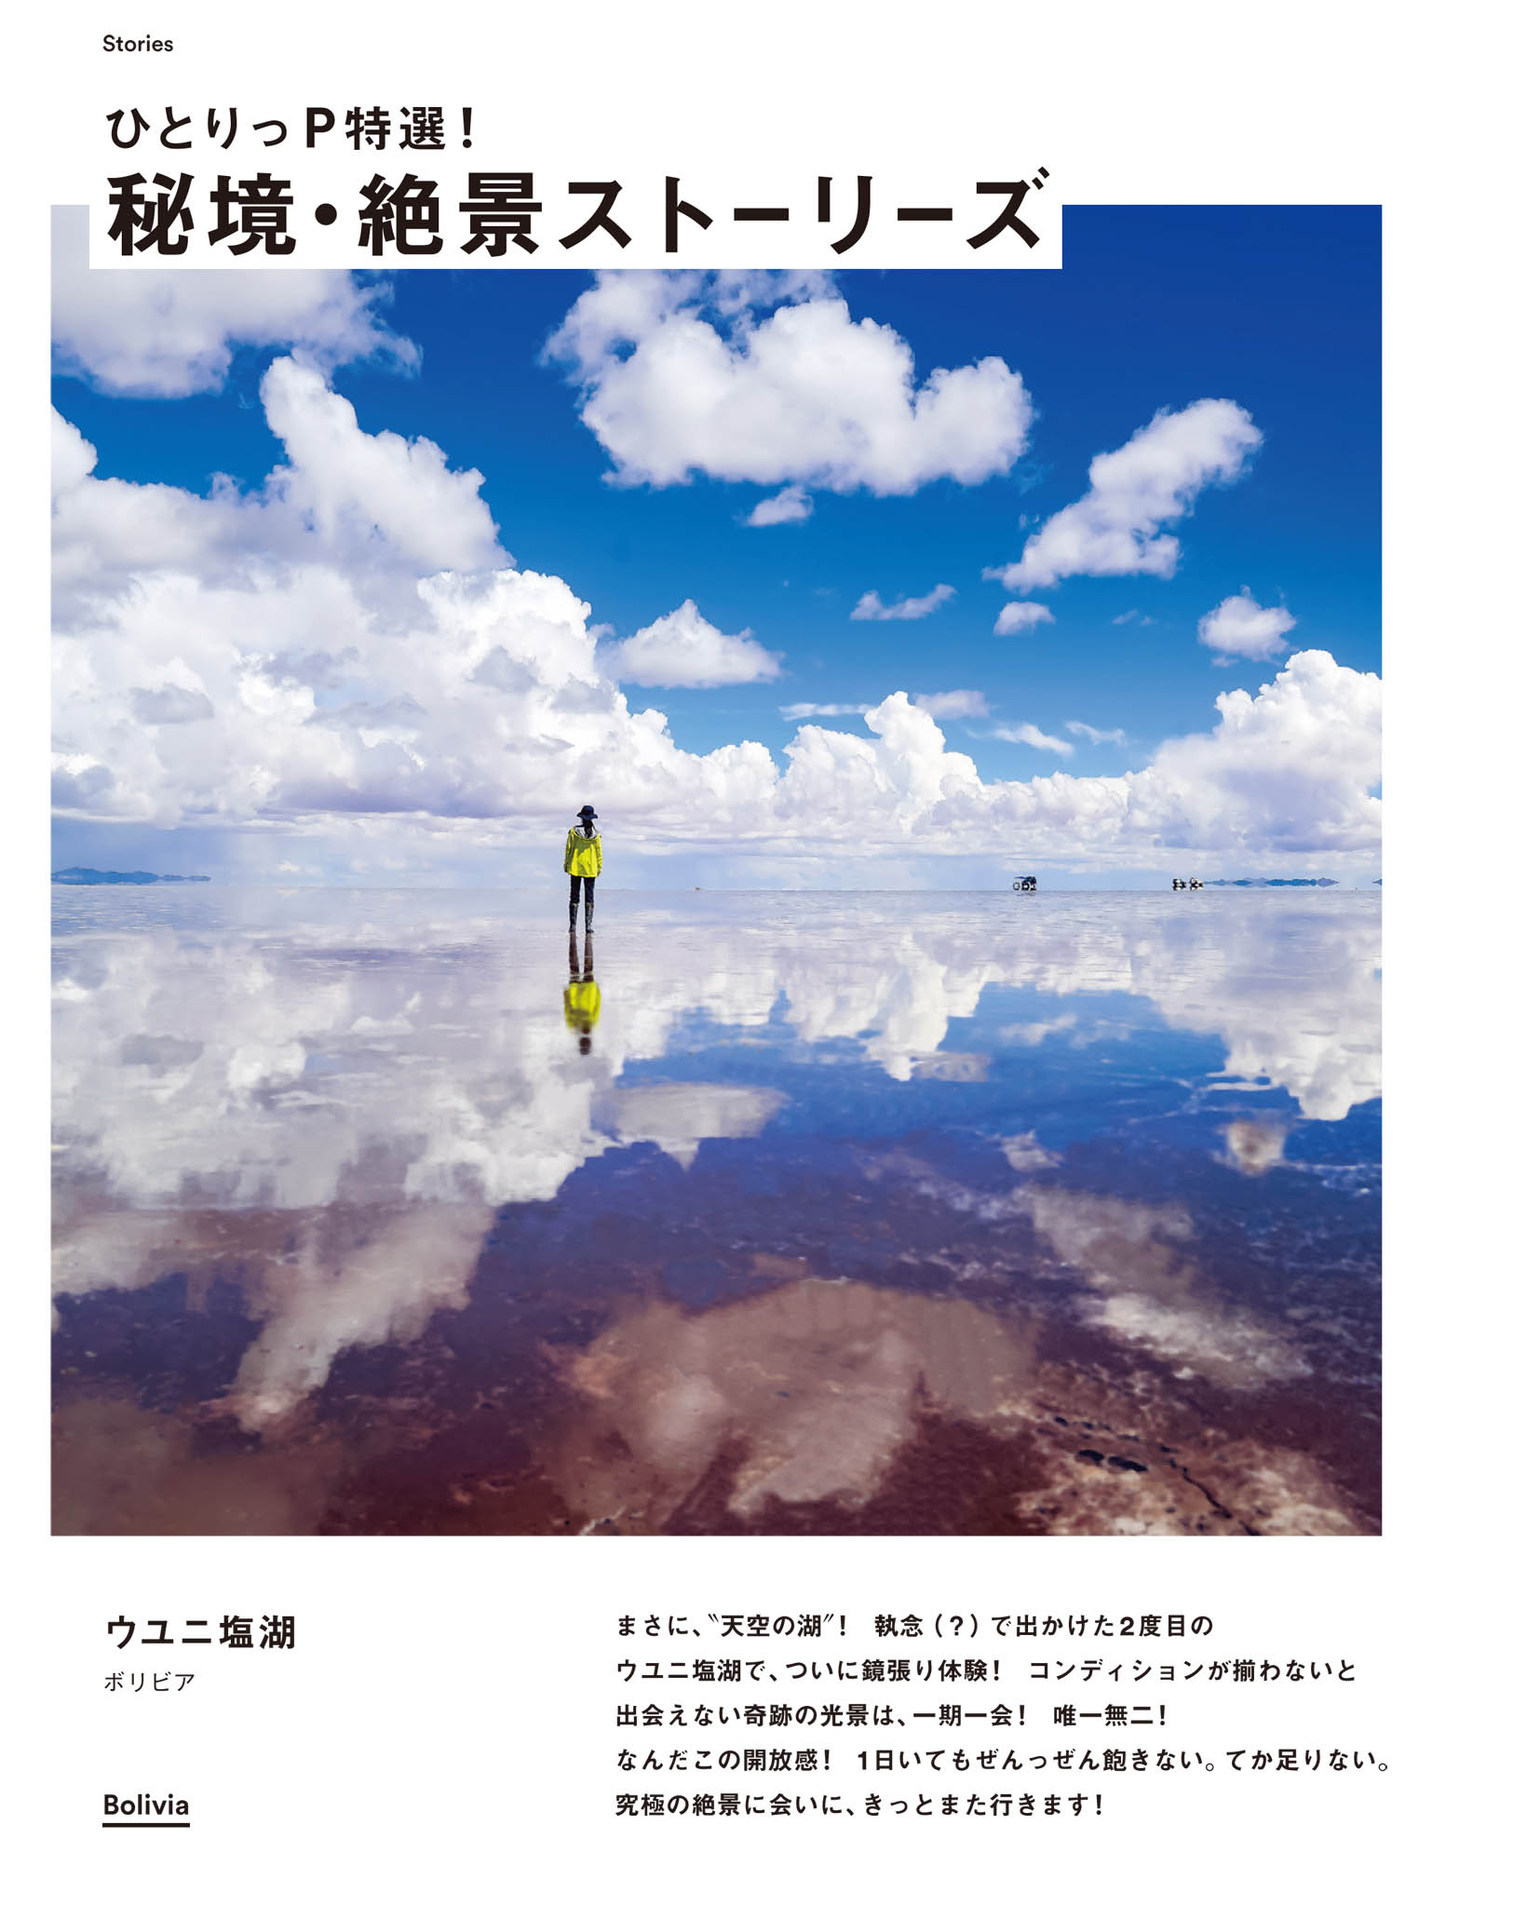 Stories
ひとりっP特選！
秘境・絶景ストーリーズ
ウユニ塩湖
ボリビア
Bolivia
まさに、〝天空の湖〞！　執念（？）で出かけた2度目の
ウユニ塩湖で、ついに鏡張り体験！　コンディションが揃わないと
出会えない奇跡の光景は、一期一会！　唯一無二！
なんだこの開放感！　1日いてもぜんっぜん飽きない。てか足りない。
究極の絶景に会いに、きっとまた行きます！